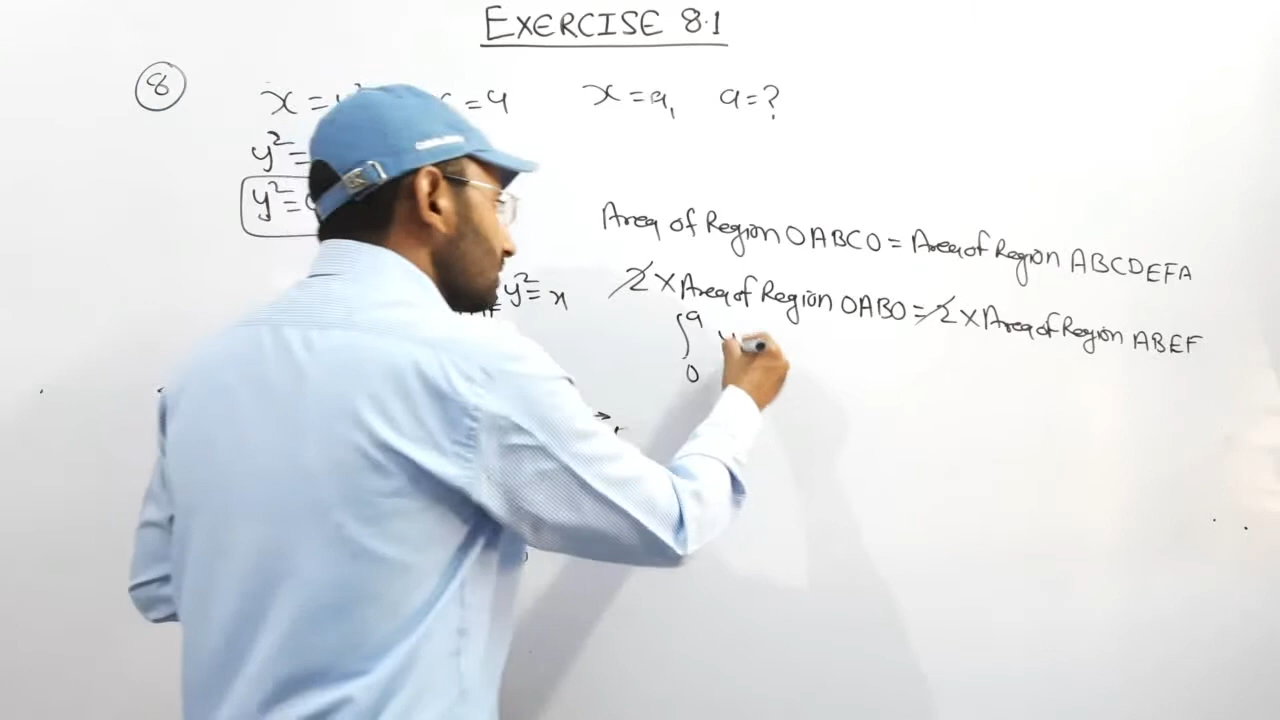 EXERCISE 8.1
8 x = = 4 x = a, a = ?
y² =
y² =
Area of Region OABCO = Area of Region ABCDEFA
y² = x
2 × Area of Region OABO = 2 × Area of Region ABEF
∫₀ᵃ